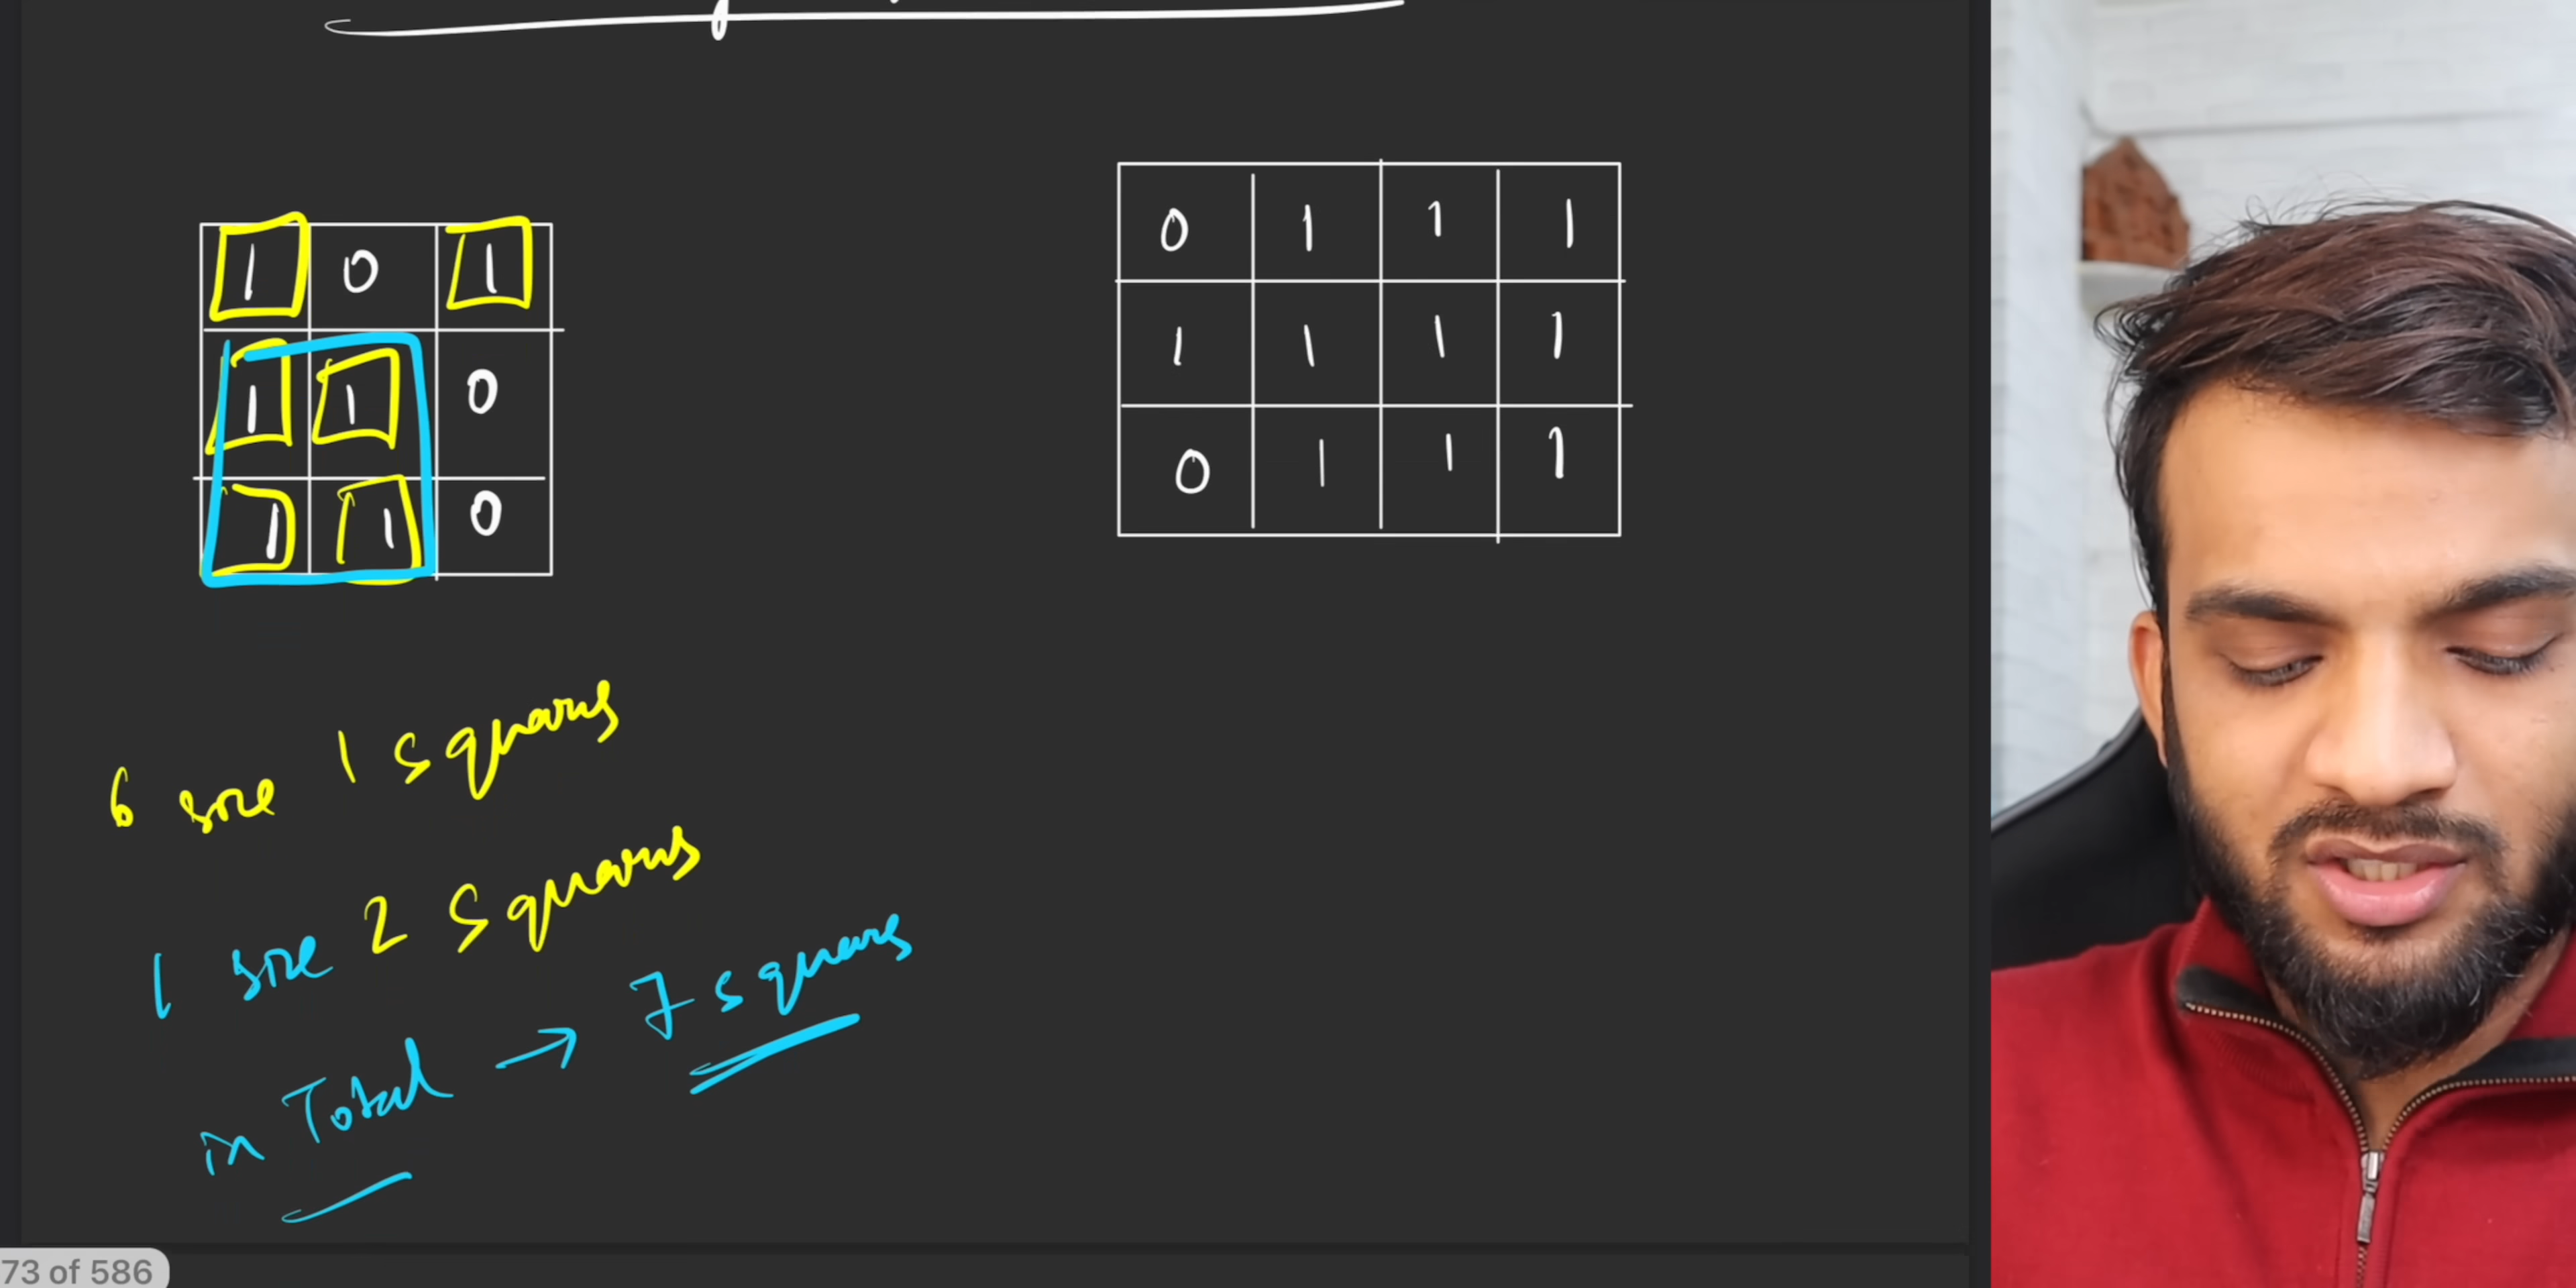 1 0 1
1 1 0
1 1 0
0 1 1 1
1 1 1 1
0 1 1 1
6 size 1 squares
1 size 2 squares
in Total → 7 squares
73 of 586